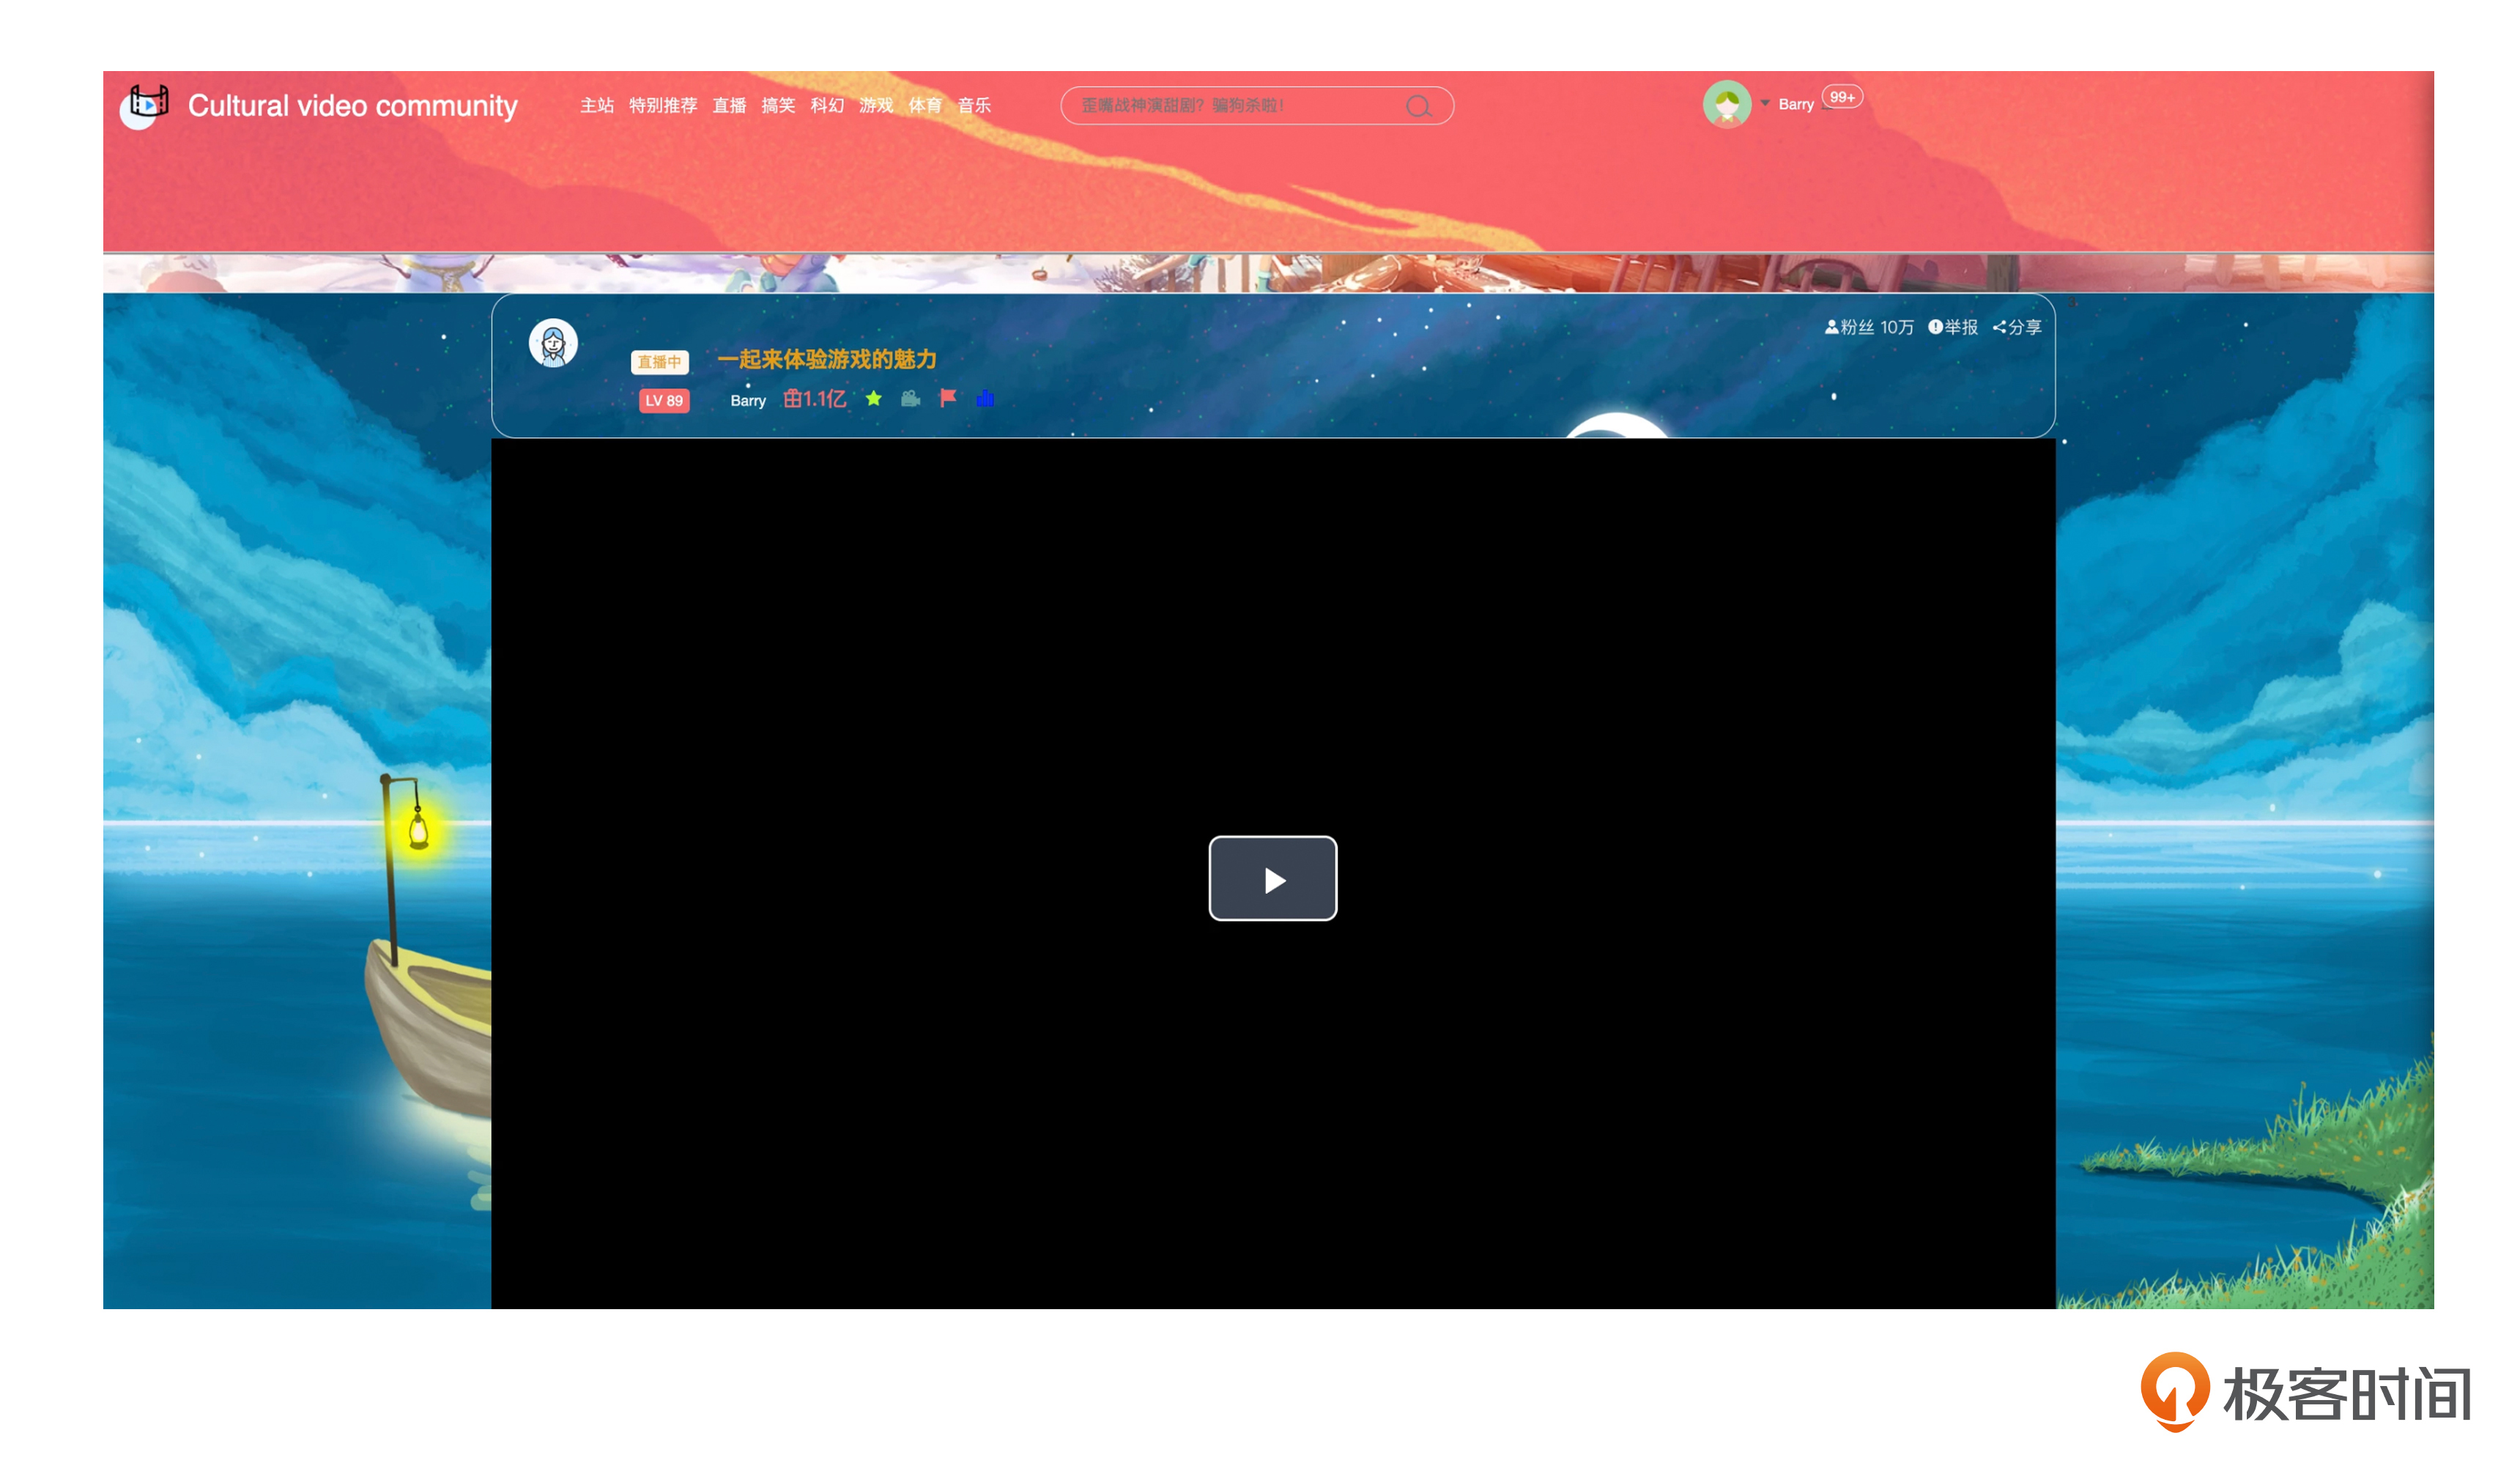 Cultural video community 主站 特别推荐 直播 搞笑 科幻 游戏 体育 音乐 歪嘴战神演甜剧？骗狗杀啦！ Barry 99+
粉丝 10万 举报 分享
直播中 一起来体验游戏的魅力
LV 89 Barry 1.1亿
极客时间